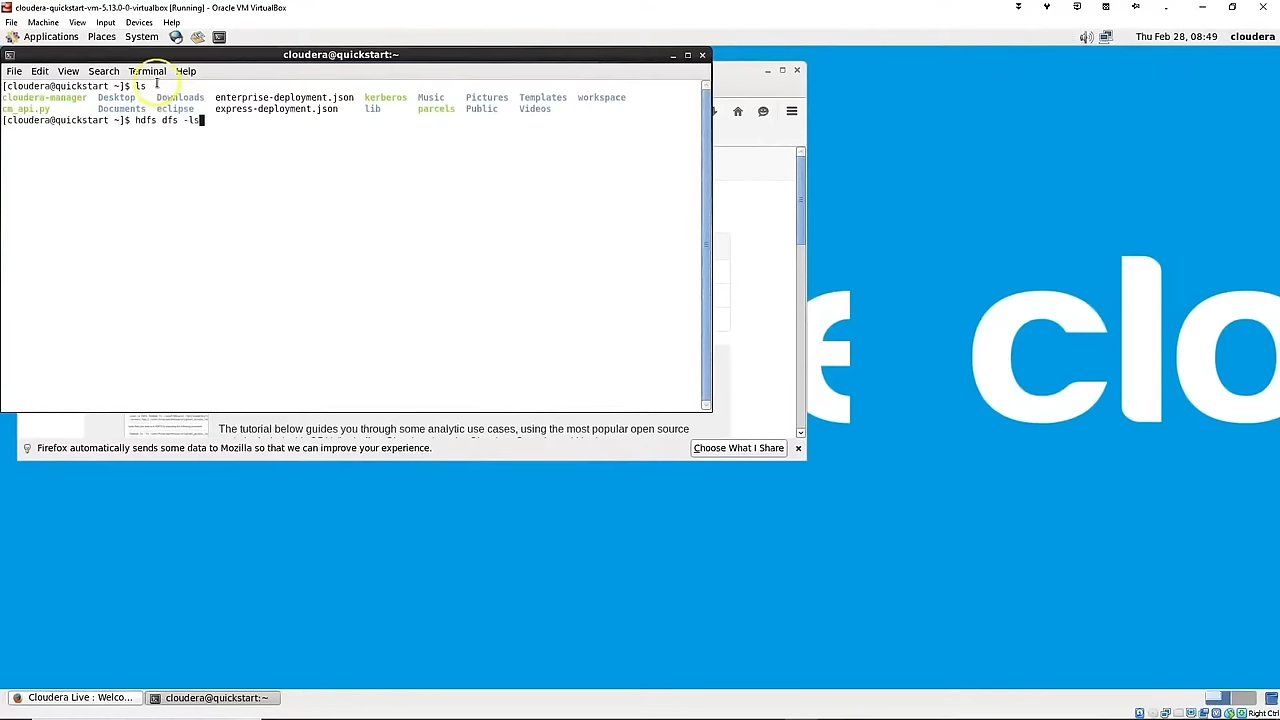 cloudera-quickstart-vm-5.13.0-0-virtualbox [Running] - Oracle VM VirtualBox
File Machine View Input Devices Help
Applications Places System Thu Feb 28, 08:49 cloudera
cloudera@quickstart:~
File Edit View Search Terminal Help
[cloudera@quickstart ~]$ ls
cloudera-manager Desktop Downloads enterprise-deployment.json kerberos Music Pictures Templates workspace
cm_api.py Documents eclipse express-deployment.json lib parcels Public Videos
[cloudera@quickstart ~]$ hdfs dfs -ls
clo
The tutorial below guides you through some analytic use cases, using the most popular open source
Firefox automatically sends some data to Mozilla so that we can improve your experience. Choose What I Share
Cloudera Live : Welco... cloudera@quickstart:~
Right Ctrl